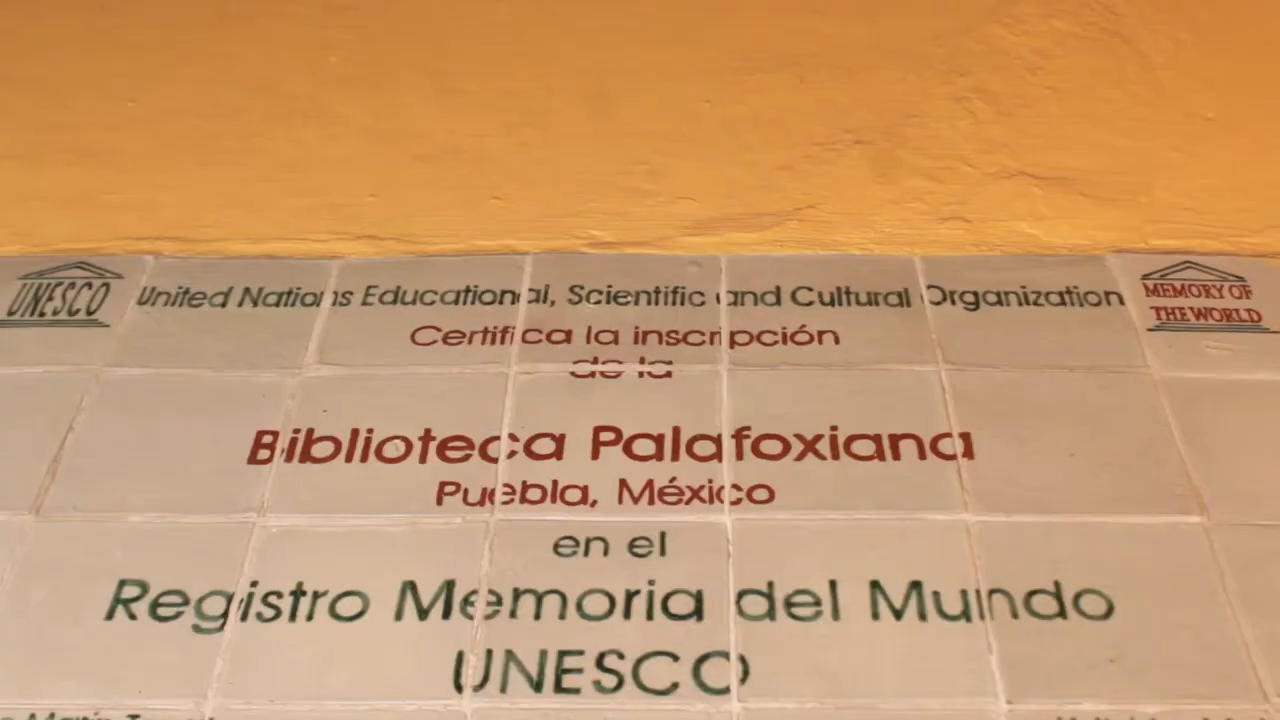 UNESCO
United Nations Educational, Scientific and Cultural Organization
MEMORY OF
THE WORLD
Certifica la inscripción
de la
Biblioteca Palafoxiana
Puebla, México
en el
Registro Memoria del Mundo
UNESCO